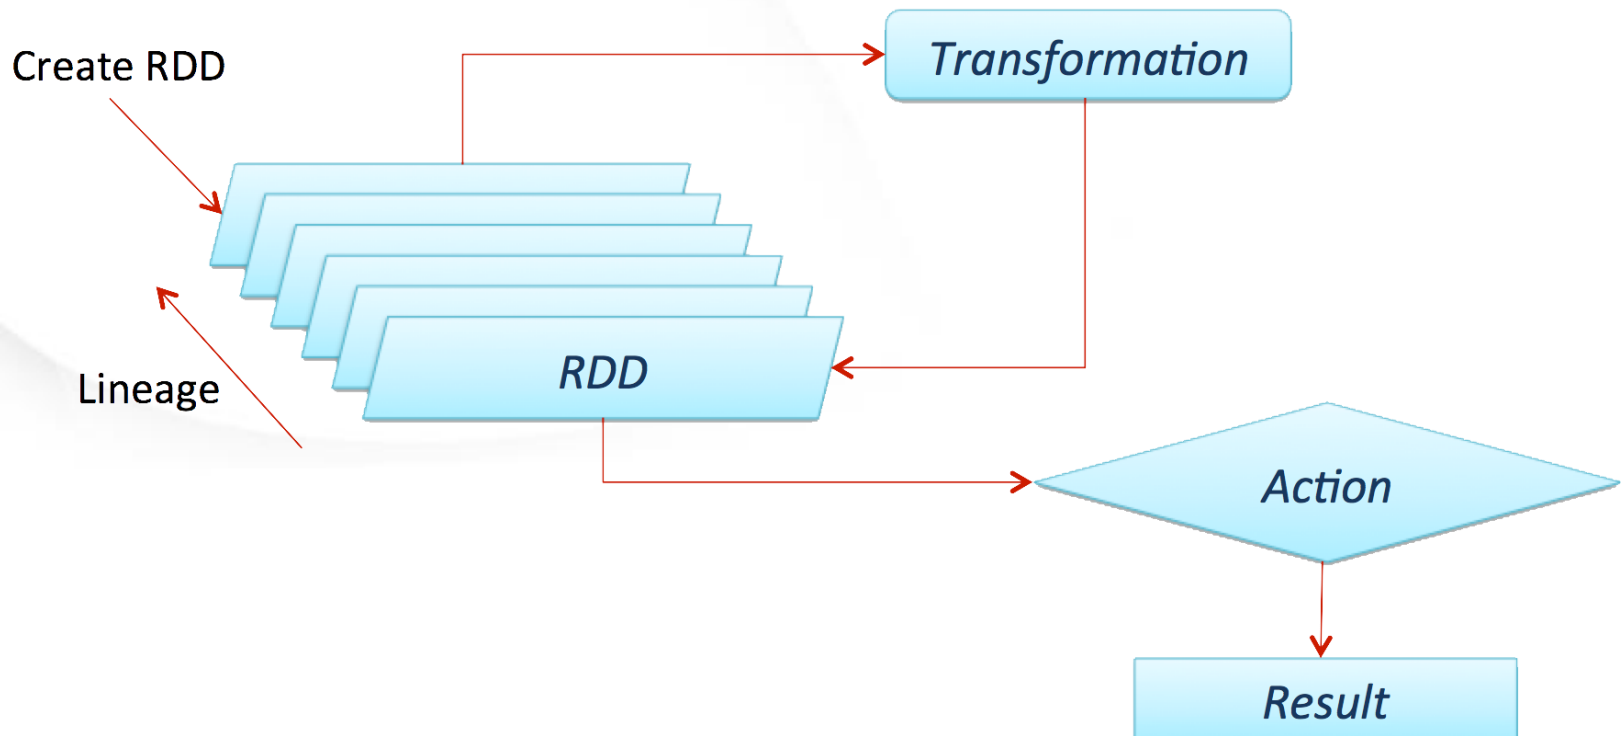 Create RDD
Transformation
Lineage
RDD
Action
Result